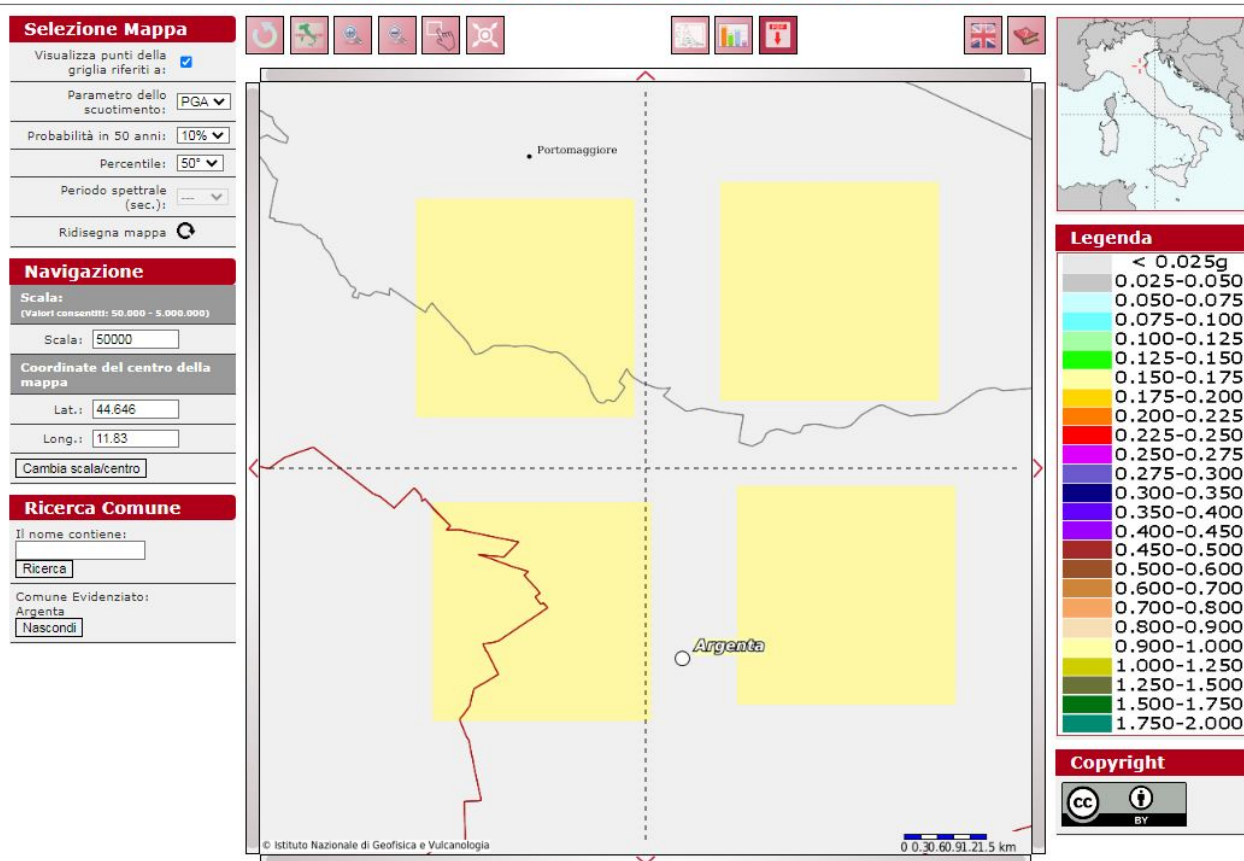 Selezione Mappa
Visualizza punti della
griglia riferiti a:
Parametro dello
scuotimento: PGA
Probabilità in 50 anni: 10%
Percentile: 50°
Periodo spettrale
(sec.): ---
Ridisegna mappa
Navigazione
Scala:
(Valori consentiti: 50.000 - 5.000.000)
Scala: 50000
Coordinate del centro della
mappa
Lat.: 44.646
Long.: 11.83
Cambia scala/centro
Ricerca Comune
Il nome contiene:
Ricerca
Comune Evidenziato:
Argenta
Nascondi
PDF
Portomaggiore
Argenta
© Istituto Nazionale di Geofisica e Vulcanologia
0 0.30.60.91.21.5 km
Legenda
< 0.025g
0.025-0.050
0.050-0.075
0.075-0.100
0.100-0.125
0.125-0.150
0.150-0.175
0.175-0.200
0.200-0.225
0.225-0.250
0.250-0.275
0.275-0.300
0.300-0.350
0.350-0.400
0.400-0.450
0.450-0.500
0.500-0.600
0.600-0.700
0.700-0.800
0.800-0.900
0.900-1.000
1.000-1.250
1.250-1.500
1.500-1.750
1.750-2.000
Copyright
cc
BY